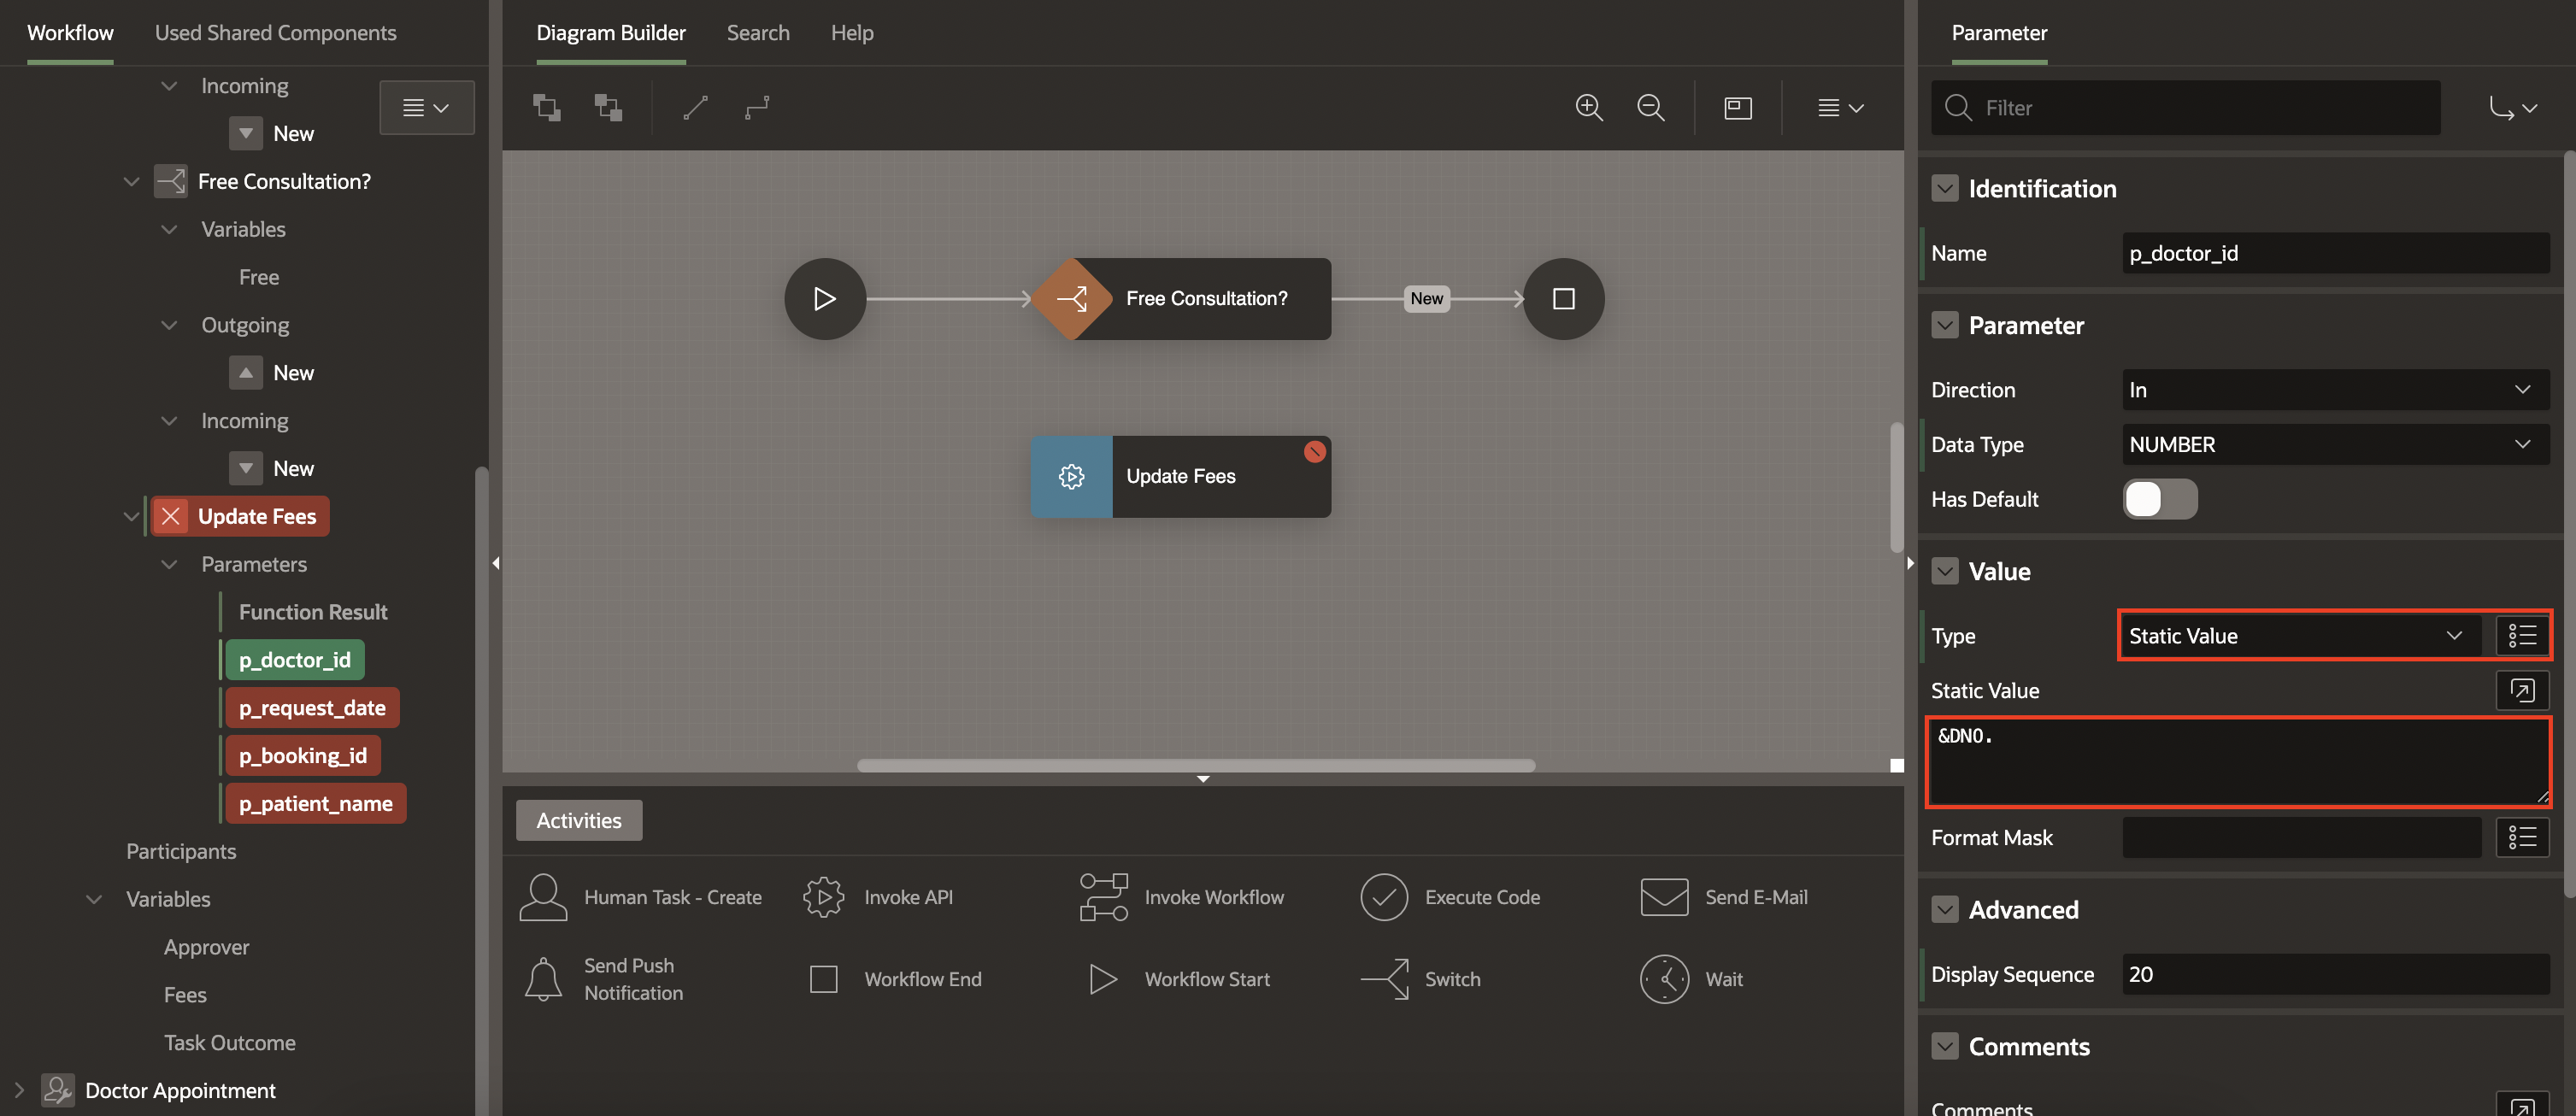 Workflow
Used Shared Components
Incoming
New
Free Consultation?
Variables
Free
Outgoing
New
Incoming
New
Update Fees
Parameters
Function Result
p_doctor_id
p_request_date
p_booking_id
p_patient_name
Participants
Variables
Approver
Fees
Task Outcome
Doctor Appointment
Diagram Builder
Search
Help
Free Consultation?
New
Update Fees
Activities
Human Task - Create
Invoke API
Invoke Workflow
Execute Code
Send E-Mail
Send Push
Notification
Workflow End
Workflow Start
Switch
Wait
Parameter
Filter
Identification
Name
p_doctor_id
Parameter
Direction
In
Data Type
NUMBER
Has Default
Value
Type
Static Value
Static Value
&DNO.
Format Mask
Advanced
Display Sequence
20
Comments
Comments